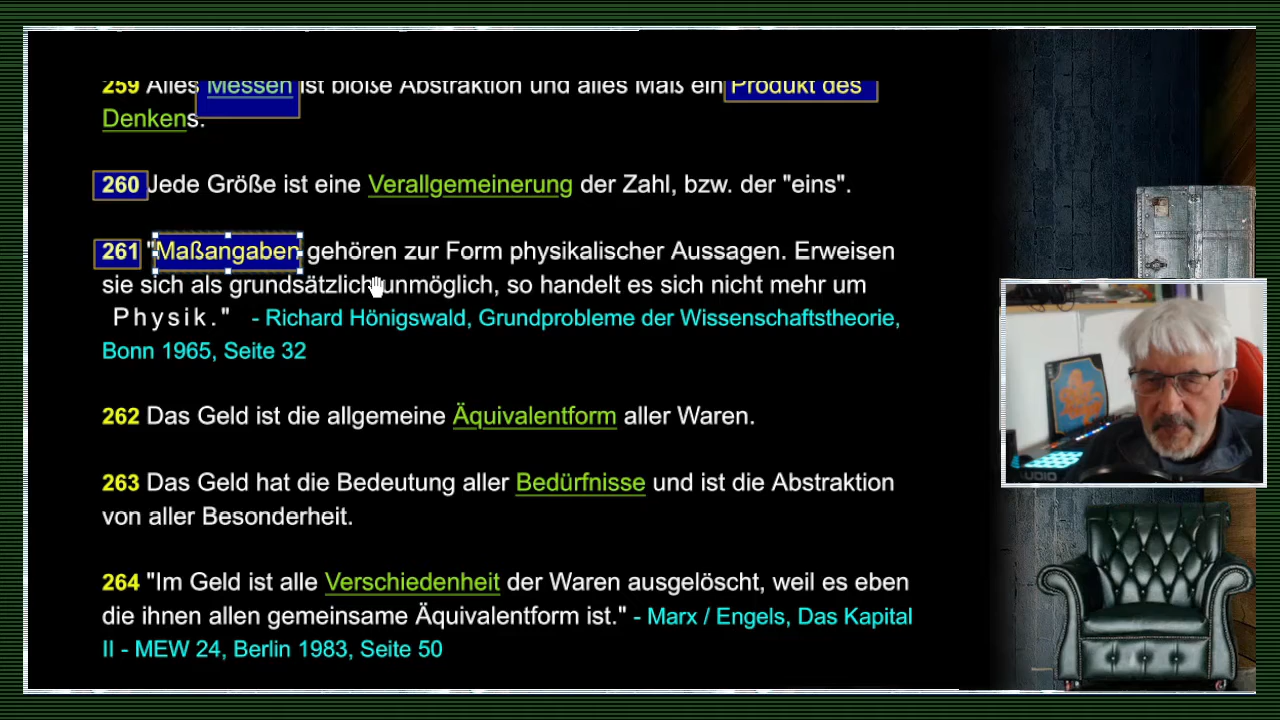 259 Alles Messen ist bloße Abstraktion und alles Maß ein Produkt des
Denkens.
260 Jede Größe ist eine Verallgemeinerung der Zahl, bzw. der "eins".
261 "Maßangaben gehören zur Form physikalischer Aussagen. Erweisen
sie sich als grundsätzlich unmöglich, so handelt es sich nicht mehr um
Physik." - Richard Hönigswald, Grundprobleme der Wissenschaftstheorie,
Bonn 1965, Seite 32
262 Das Geld ist die allgemeine Äquivalentform aller Waren.
263 Das Geld hat die Bedeutung aller Bedürfnisse und ist die Abstraktion
von aller Besonderheit.
264 "Im Geld ist alle Verschiedenheit der Waren ausgelöscht, weil es eben
die ihnen allen gemeinsame Äquivalentform ist." - Marx / Engels, Das Kapital
II - MEW 24, Berlin 1983, Seite 50